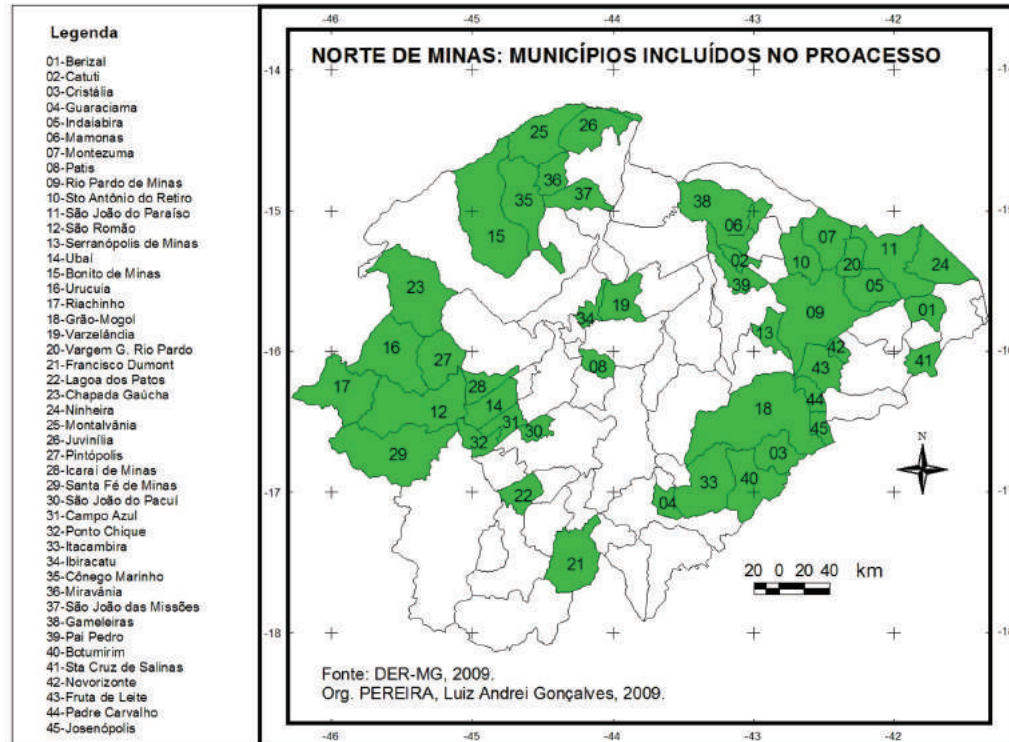 Legenda
01-Berizal
02-Catuti
03-Cristália
04-Guaraciama
05-Indaiabira
06-Mamonas
07-Montezuma
08-Patis
09-Rio Pardo de Minas
10-Sto Antônio do Retiro
11-São João do Paraíso
12-São Romão
13-Serranópolis de Minas
14-Ubaí
15-Bonito de Minas
16-Urucuia
17-Riachinho
18-Grão-Mogol
19-Varzelândia
20-Vargem G. Rio Pardo
21-Francisco Dumont
22-Lagoa dos Patos
23-Chapada Gaúcha
24-Ninheira
25-Montalvânia
26-Juvinília
27-Pintópolis
28-Icaraí de Minas
29-Santa Fé de Minas
30-São João do Pacuí
31-Campo Azul
32-Ponto Chique
33-Itacambira
34-Ibiracatu
35-Cônego Marinho
36-Miravânia
37-São João das Missões
38-Gameleiras
39-Pai Pedro
40-Botumirim
41-Sta Cruz de Salinas
42-Novorizonte
43-Fruta de Leite
44-Padre Carvalho
45-Josenópolis
-46 -45 -44 -43 -42
NORTE DE MINAS: MUNICÍPIOS INCLUÍDOS NO PROACESSO
-14
25 26
36
35 37
38
-15
15
06
07
11
02
10 20 24
39
05
23
19
09
01
34
13
-16
16
27
08
42
43
41
17
28
12
14
18
44
31
30
45
32
29
03
33
40
N
-17
22
04
21
20 0 20 40 km
-18
Fonte: DER-MG, 2009.
Org. PEREIRA, Luiz Andrei Gonçalves, 2009.
-46 -45 -44 -43 -42